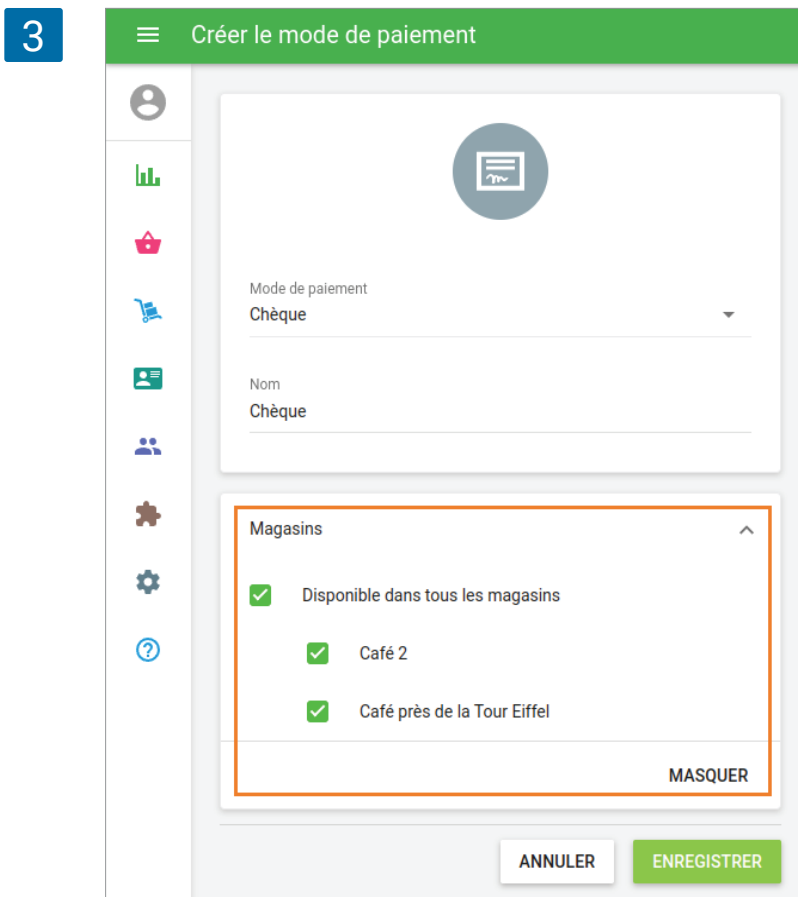 3
Créer le mode de paiement
Mode de paiement
Chèque
Nom
Chèque
Magasins
Disponible dans tous les magasins
Café 2
Café près de la Tour Eiffel
MASQUER
ANNULER
ENREGISTRER